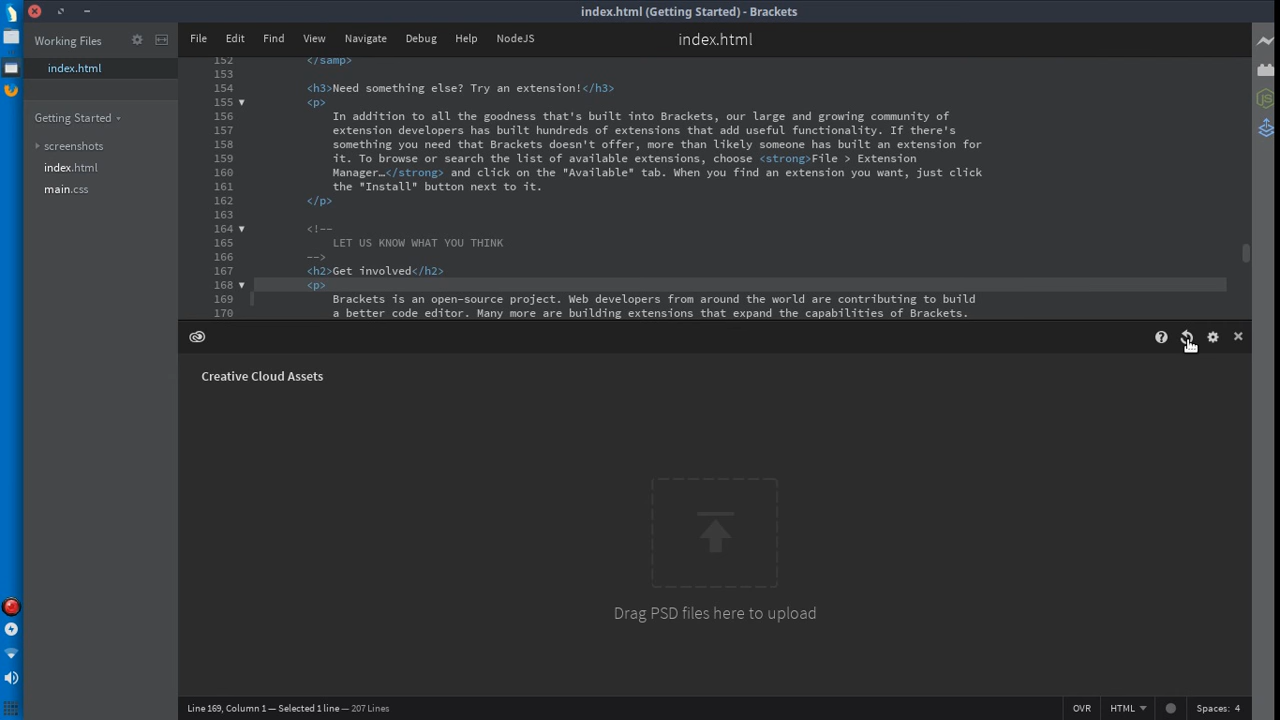 index.html (Getting Started) - Brackets
Working Files
index.html
Getting Started
screenshots
index.html
main.css
File Edit Find View Navigate Debug Help NodeJS
index.html
152 </samp>
153
154 <h3>Need something else? Try an extension!</h3>
155 <p>
156 In addition to all the goodness that's built into Brackets, our large and growing community of
157 extension developers has built hundreds of extensions that add useful functionality. If there's
158 something you need that Brackets doesn't offer, more than likely someone has built an extension for
159 it. To browse or search the list of available extensions, choose <strong>File > Extension
160 Manager…</strong> and click on the "Available" tab. When you find an extension you want, just click
161 the "Install" button next to it.
162 </p>
163
164 <!--
165 LET US KNOW WHAT YOU THINK
166 -->
167 <h2>Get involved</h2>
168 <p>
169 Brackets is an open-source project. Web developers from around the world are contributing to build
170 a better code editor. Many more are building extensions that expand the capabilities of Brackets.
Creative Cloud Assets
Drag PSD files here to upload
Line 169, Column 1 — Selected 1 line — 207 Lines
OVR HTML Spaces: 4